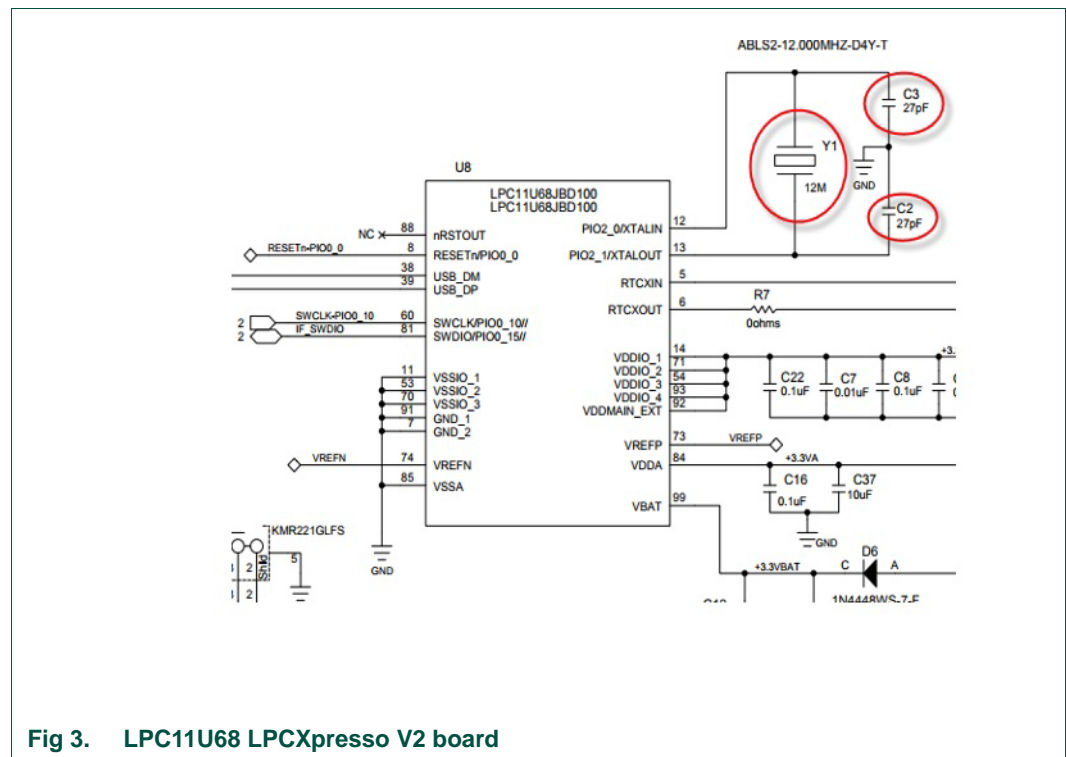 ABLS2-12.000MHZ-D4Y-T
C3
27pF
Y1
12M
GND
C2
27pF
U8
LPC11U68JBD100
LPC11U68JBD100
NC 88 nRSTOUT
RESETn-PIO0_0 8 RESETn/PIO0_0
38 USB_DM
39 USB_DP
2 SWCLK-PIO0_10 60 SWCLK/PIO0_10//
2 IF_SWDIO 81 SWDIO/PIO0_15//
11 VSSIO_1
53 VSSIO_2
70 VSSIO_3
91 GND_1
7 GND_2
VREFN 74 VREFN
85 VSSA
GND
PIO2_0/XTALIN 12
PIO2_1/XTALOUT 13
RTCXIN 5
RTCXOUT 6
R7
0ohms
VDDIO_1 14
VDDIO_2 71
VDDIO_3 54
VDDIO_4 93
VDDMAIN_EXT 92
+3.
C22
0.1uF
C7
0.01uF
C8
0.1uF
VREFP 73 VREFP
VDDA 84 +3.3VA
C16
0.1uF
C37
10uF
GND
VBAT 99
+3.3VBAT
D6
C A
1N4448WS-7-F
KMR221GLFS
5
2
2
Shld
Fig 3. LPC11U68 LPCXpresso V2 board